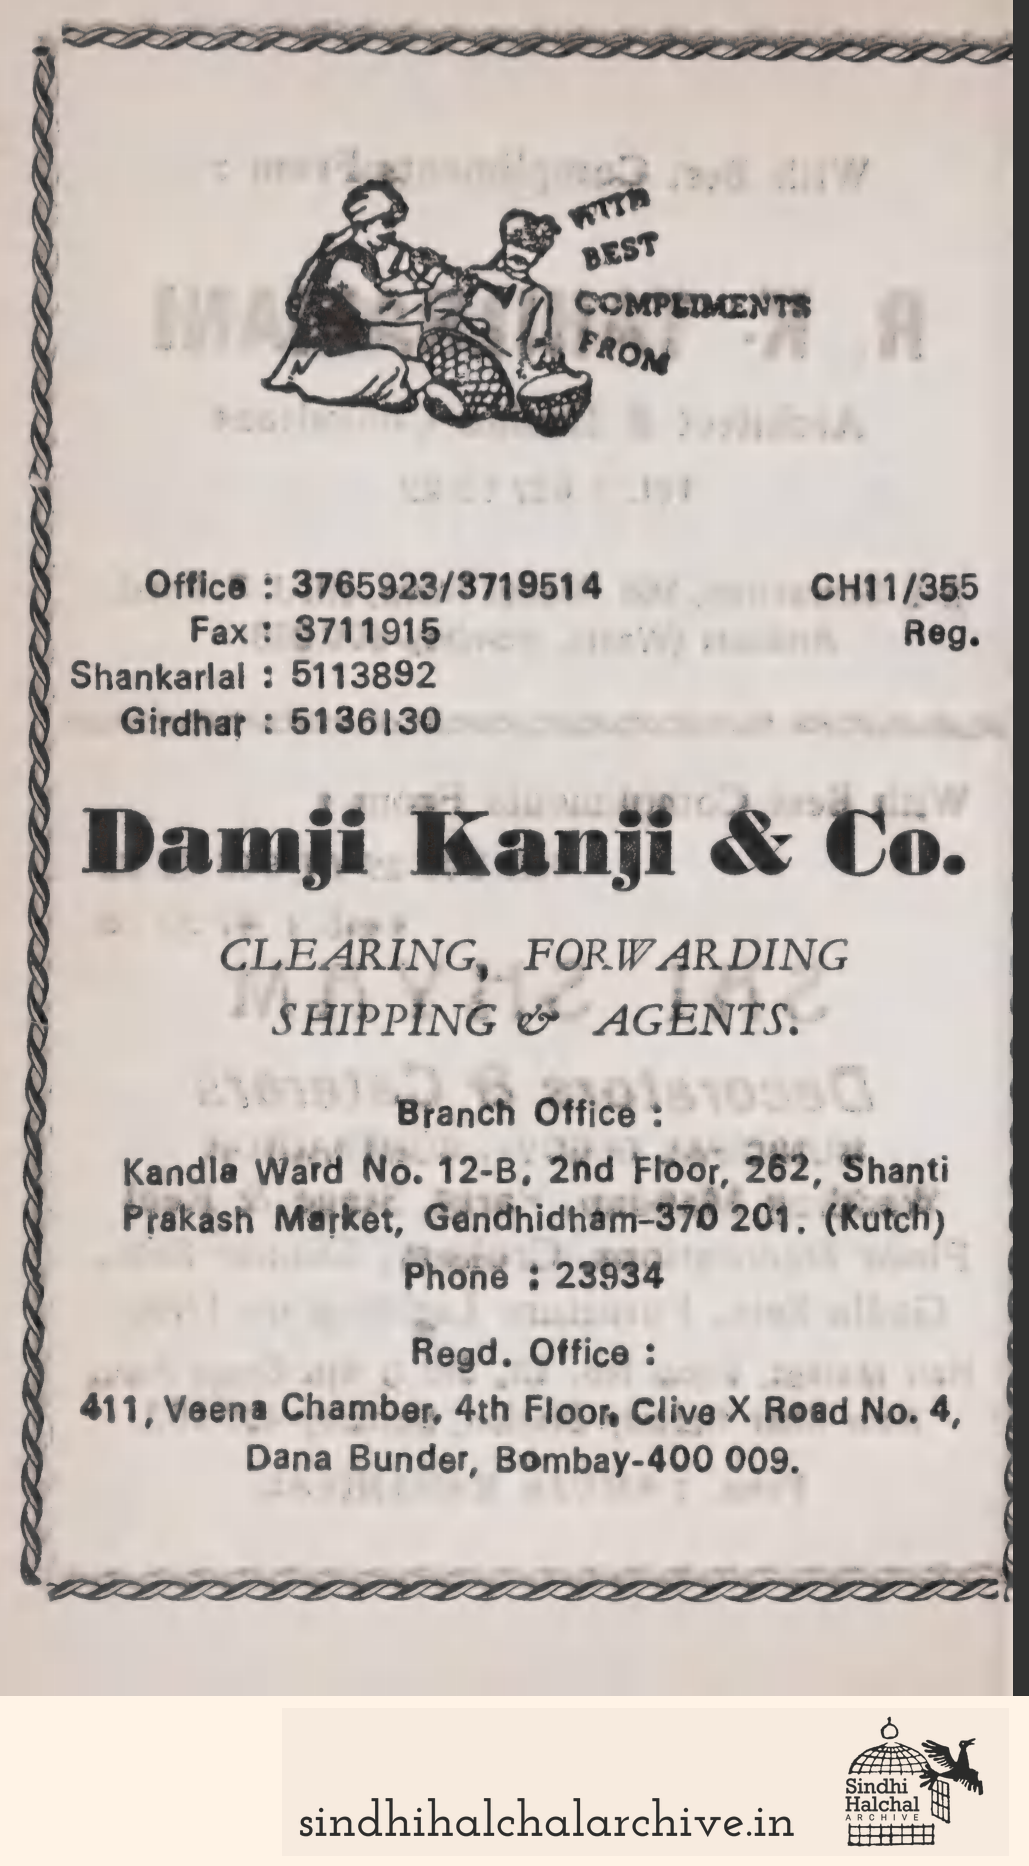 WITH
BEST
COMPLIMENTS
FROM
Office : 3765923/3719514 CH11/355
Fax : 3711915 Reg.
Shankarlal : 5113892
Girdhar : 5136130
Damji Kanji & Co.
CLEARING, FORWARDING
SHIPPING & AGENTS.
Branch Office :
Kandla Ward No. 12-B, 2nd Floor, 262, Shanti
Prakash Market, Gandhidham-370 201. (Kutch)
Phone : 23934
Regd. Office :
411, Veena Chamber, 4th Floor, Clive X Road No. 4,
Dana Bunder, Bombay-400 009.
sindhihalchalarchive.in
Sindhi
Halchal
ARCHIVE